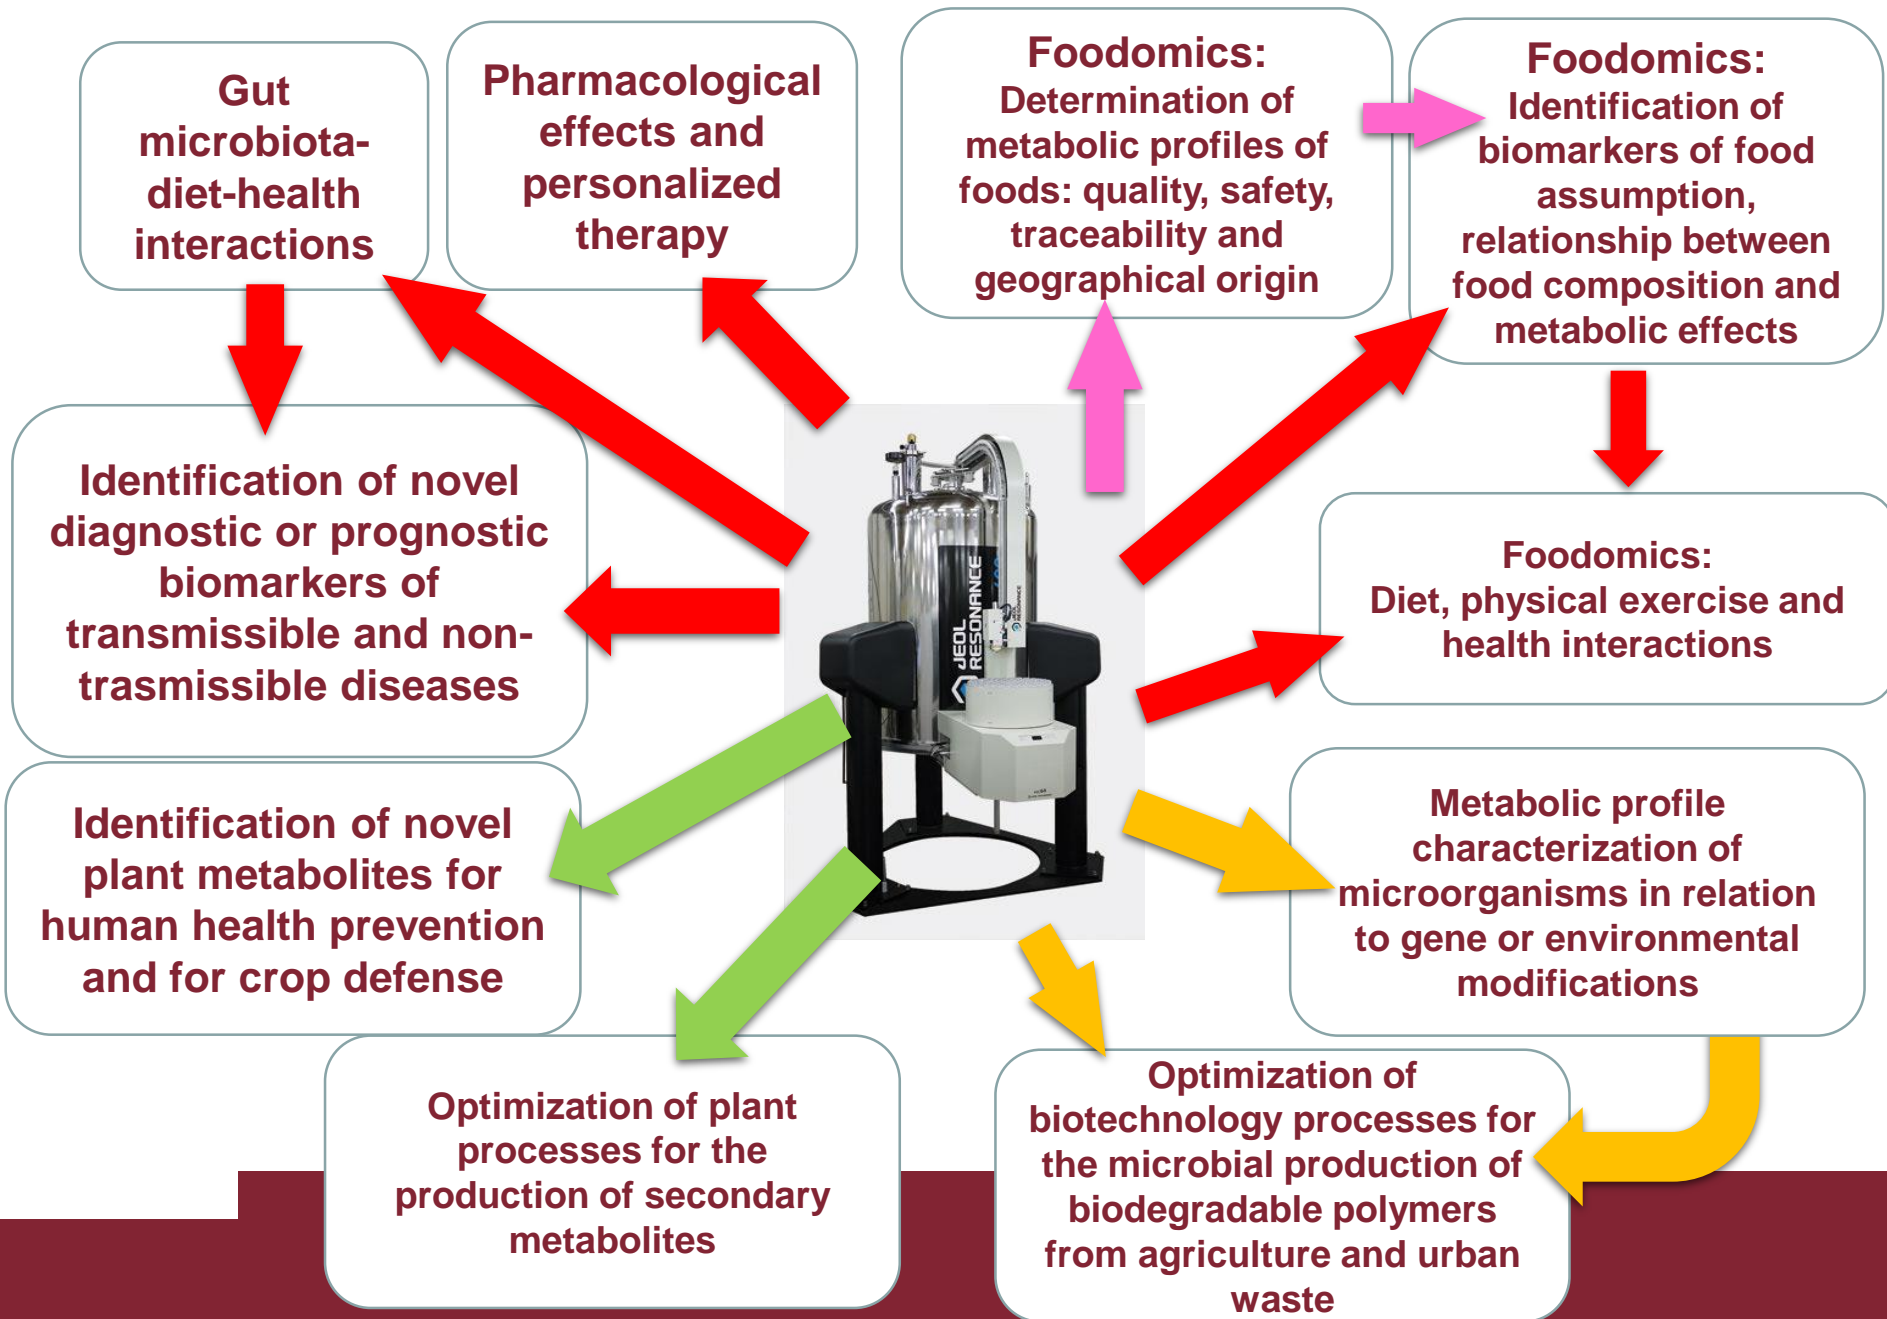 Gut
microbiota-
diet-health
interactions
Pharmacological
effects and
personalized
therapy
Foodomics:
Determination of
metabolic profiles of
foods: quality, safety,
traceability and
geographical origin
Foodomics:
Identification of
biomarkers of food
assumption,
relationship between
food composition and
metabolic effects
Identification of novel
diagnostic or prognostic
biomarkers of
transmissible and non-
trasmissible diseases
JEOL
RESONANCE
JEOL
RESONANCE
Foodomics:
Diet, physical exercise and
health interactions
Identification of novel
plant metabolites for
human health prevention
and for crop defense
Metabolic profile
characterization of
microorganisms in relation
to gene or environmental
modifications
Optimization of plant
processes for the
production of secondary
metabolites
Optimization of
biotechnology processes for
the microbial production of
biodegradable polymers
from agriculture and urban
waste